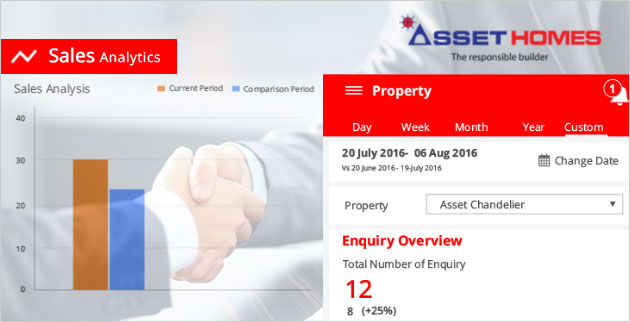 ASSET HOMES
The responsible builder
Sales Analytics
Sales Analysis
Current Period
Comparison Period
40
30
20
10
0
1
Property
Day Week Month Year Custom
20 July 2016- 06 Aug 2016
Vs 20 June 2016 - 19-July 2016
Change Date
Property
Asset Chandelier
Enquiry Overview
Total Number of Enquiry
12
8 (+25%)